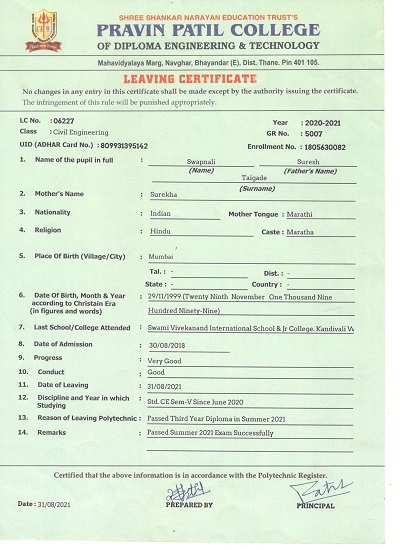 SHREE SHANKAR NARAYAN EDUCATION TRUST'S
PRAVIN PATIL COLLEGE
OF DIPLOMA ENGINEERING & TECHNOLOGY
Mahavidyalaya Marg, Navghar, Bhayandar (E), Dist. Thane. Pin 401 105.
LEAVING CERTIFICATE
No changes in any entry in this certificate shall be made except by the authority issuing the certificate.
The infringement of this rule will be punished appropriately.
LC No. : 06227 Year : 2020-2021
Class : Civil Engineering GR No. : 5007
UID (ADHAR Card No.) : 809931395142 Enrollment No. : 1805630082
1. Name of the pupil in full : Swapnali Suresh
(Name) (Father's Name)
Taigade
(Surname)
2. Mother's Name : Surekha
3. Nationality : Indian Mother Tongue : Marathi
4. Religion : Hindu Caste : Maratha
5. Place Of Birth (Village/City) : Mumbai
Tal. : - Dist. : -
State : - Country : -
6. Date Of Birth, Month & Year : 29/11/1999 (Twenty Ninth November One Thousand Nine
according to Christain Era Hundred Ninety-Nine)
(in figures and words)
7. Last School/College Attended : Swami Vivekanand International School & Jr College. Kandivali W
8. Date of Admission : 30/08/2018
9. Progress : Very Good
10. Conduct : Good
11. Date of Leaving : 31/08/2021
12. Discipline and Year in which : Std. CE Sem-V Since June 2020
Studying
13. Reason of Leaving Polytechnic : Passed Third Year Diploma in Summer 2021
14. Remarks : Passed Summer 2021 Exam Successfully
Certified that the above information is in accordance with the Polytechnic Register.
Date : 31/08/2021 PREPARED BY PRINCIPAL